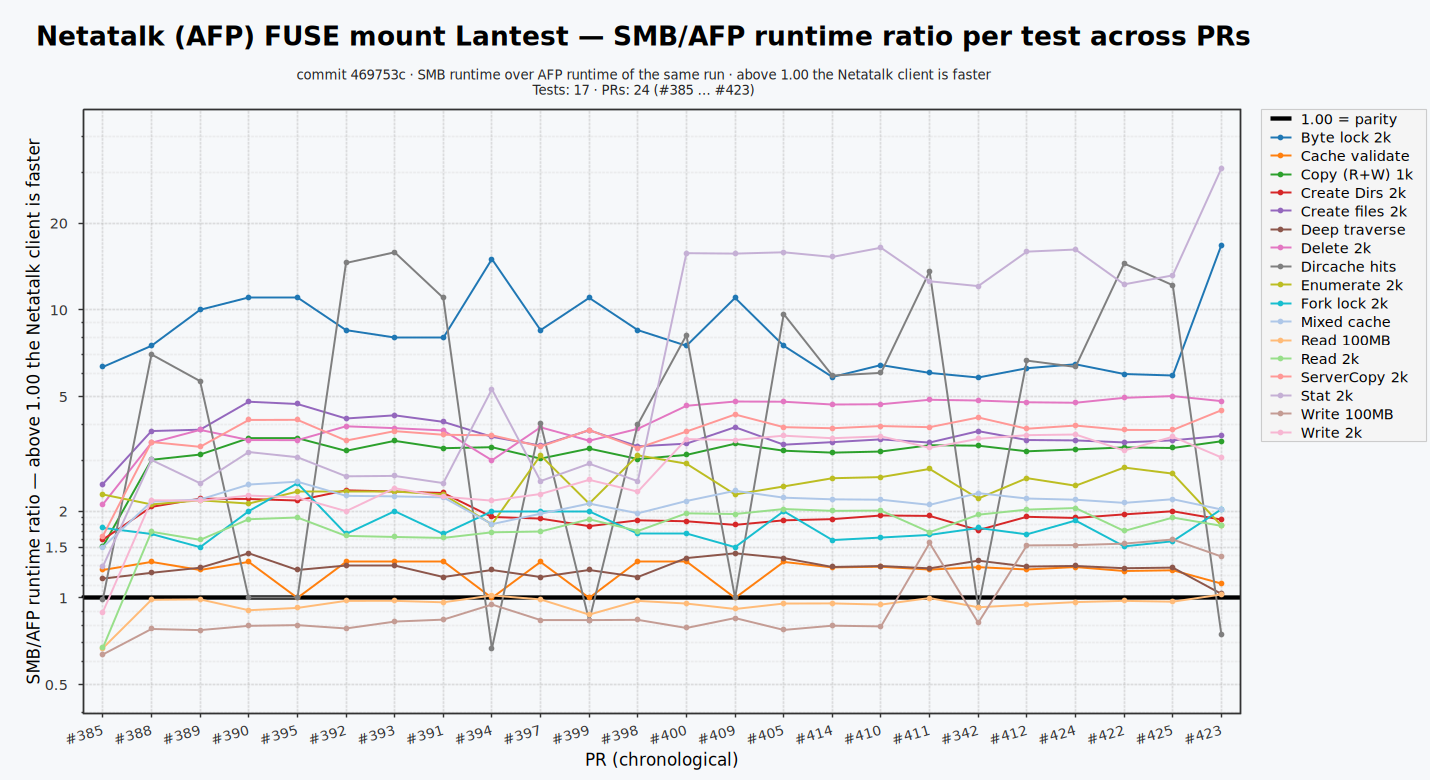 Netatalk (AFP) FUSE mount Lantest — SMB/AFP runtime ratio per test across PRs
commit 469753c · SMB runtime over AFP runtime of the same run · above 1.00 the Netatalk client is faster
Tests: 17 · PRs: 24 (#385 … #423)
SMB/AFP runtime ratio — above 1.00 the Netatalk client is faster
20
10
5
2
1.5
1
0.5
#385 #388 #389 #390 #395 #392 #393 #391 #394 #397 #399 #398 #400 #409 #405 #414 #410 #411 #342 #412 #424 #422 #425 #423
PR (chronological)
1.00 = parity
Byte lock 2k
Cache validate
Copy (R+W) 1k
Create Dirs 2k
Create files 2k
Deep traverse
Delete 2k
Dircache hits
Enumerate 2k
Fork lock 2k
Mixed cache
Read 100MB
Read 2k
ServerCopy 2k
Stat 2k
Write 100MB
Write 2k